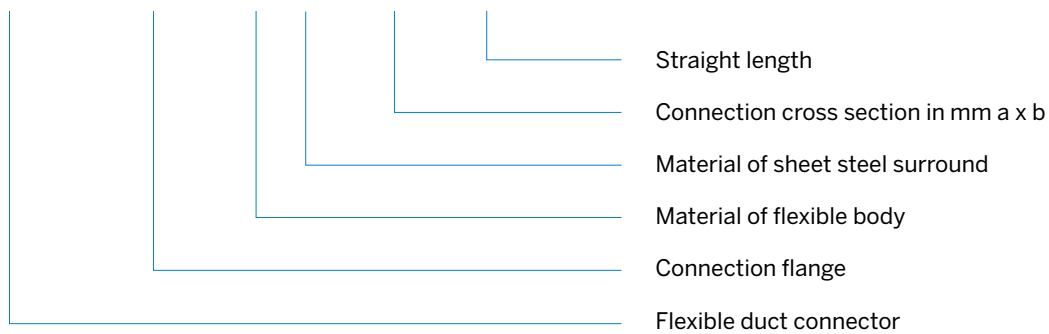 Straight length
Connection cross section in mm a x b
Material of sheet steel surround
Material of flexible body
Connection flange
Flexible duct connector